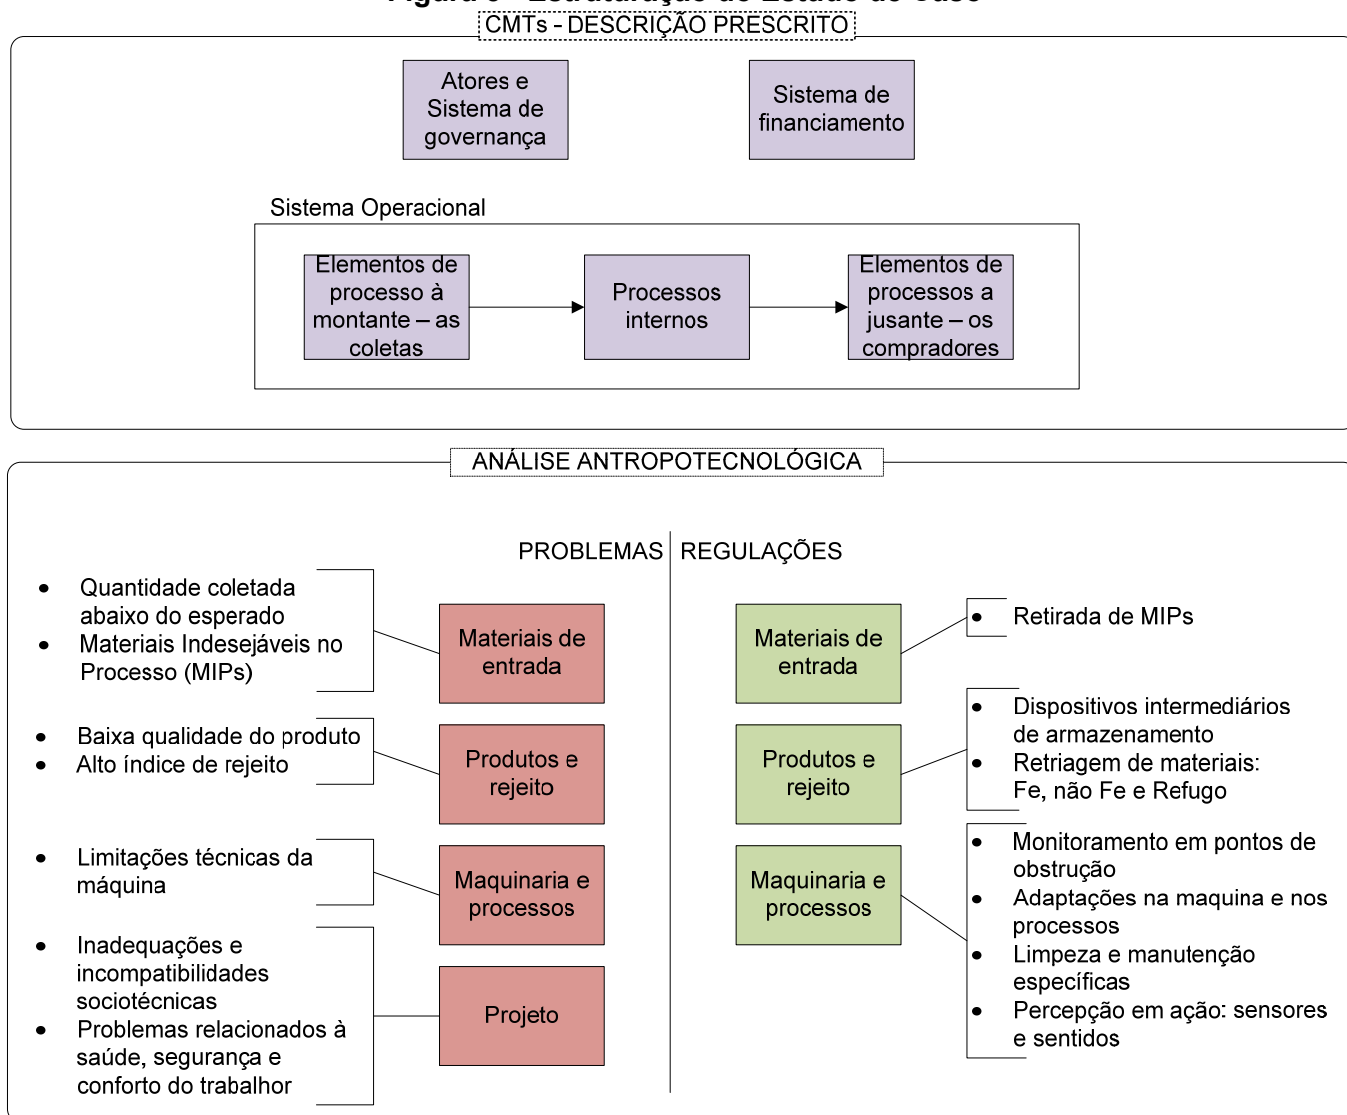 CMTs - DESCRIÇÃO PRESCRITO
Atores e
Sistema de
governança
Sistema de
financiamento
Sistema Operacional
Elementos de
processo à
montante – as
coletas
Processos
internos
Elementos de
processos a
jusante – os
compradores
ANÁLISE ANTROPOTECNOLÓGICA
PROBLEMAS
REGULAÇÕES
• Quantidade coletada
abaixo do esperado
• Materiais Indesejáveis no
Processo (MIPs)
Materiais de
entrada
Materiais de
entrada
• Retirada de MIPs
• Baixa qualidade do produto
• Alto índice de rejeito
Produtos e
rejeito
Produtos e
rejeito
• Dispositivos intermediários
de armazenamento
• Retriagem de materiais:
Fe, não Fe e Refugo
• Limitações técnicas da
máquina
Maquinaria e
processos
Maquinaria e
processos
• Monitoramento em pontos de
obstrução
• Adaptações na maquina e nos
processos
• Limpeza e manutenção
específicas
• Percepção em ação: sensores
e sentidos
• Inadequações e
incompatibilidades
sociotécnicas
• Problemas relacionados à
saúde, segurança e
conforto do trabalhor
Projeto